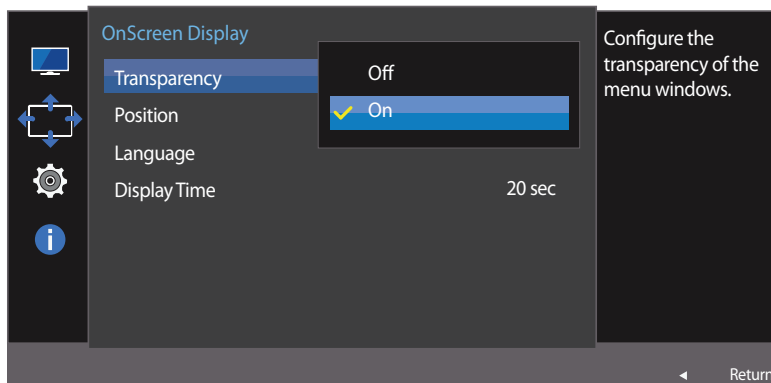 OnScreen Display
Transparency
Off
On
Position
Language
Display Time 20 sec
Configure the
transparency of the
menu windows.
Return